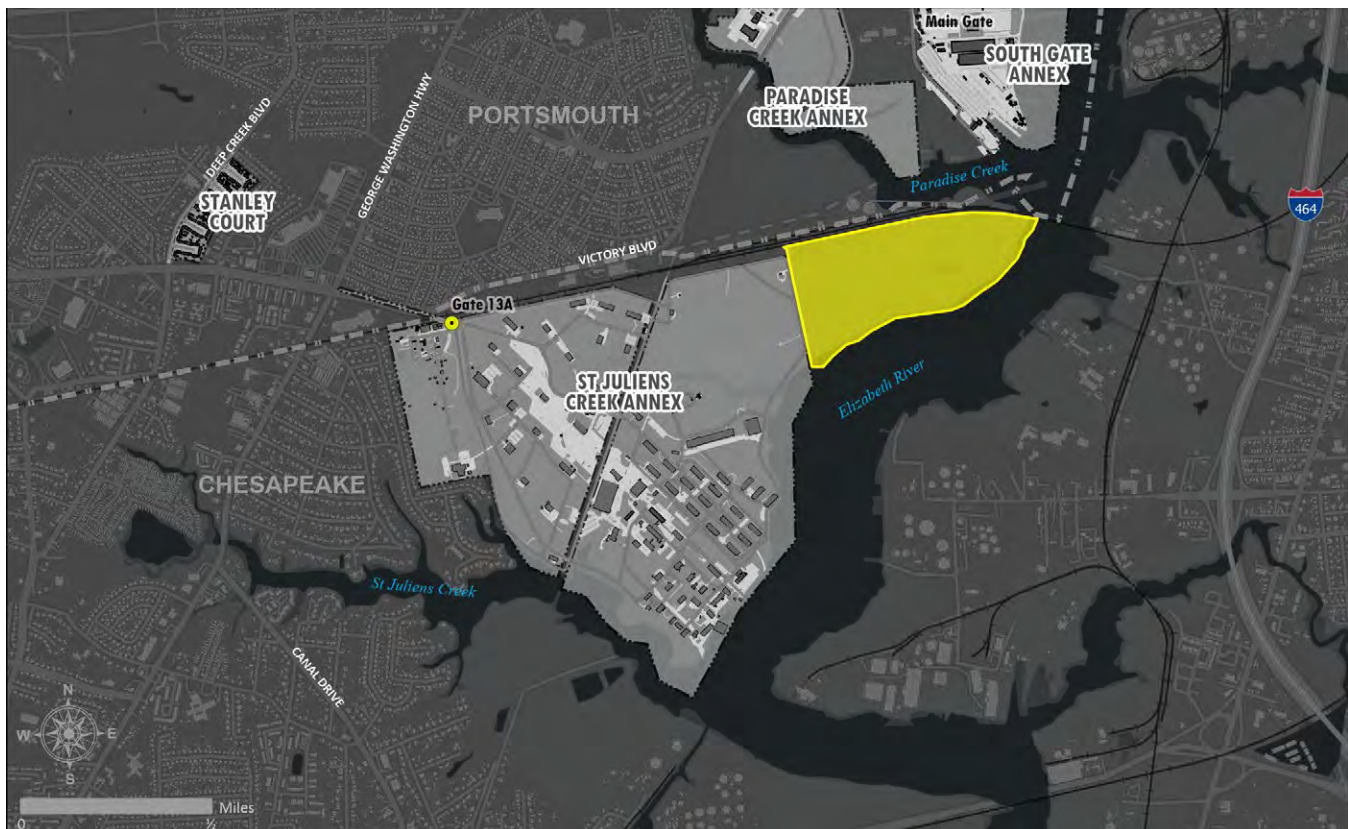 Main Gate
SOUTH GATE
ANNEX
PARADISE
CREEK ANNEX
PORTSMOUTH
DEEP CREEK BLVD
GEORGE WASHINGTON HWY
Paradise Creek
STANLEY
COURT
464
VICTORY BLVD
Gate 13A
ST JULIENS
CREEK ANNEX
Elizabeth River
CHESAPEAKE
St Juliens Creek
CANAL DRIVE
N
W
E
S
Miles
0
½